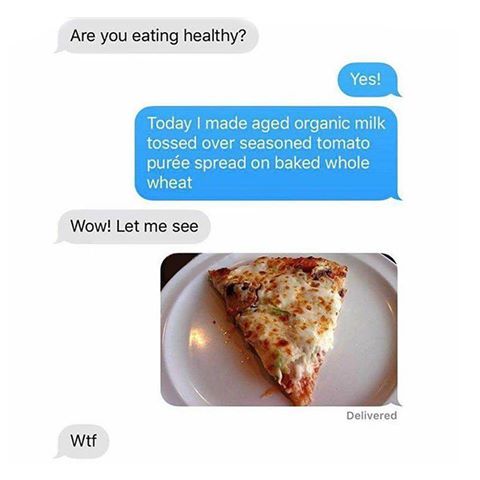 Are you eating healthy?
Yes!
Today I made aged organic milk
tossed over seasoned tomato
purée spread on baked whole
wheat
Wow! Let me see
Delivered
Wtf